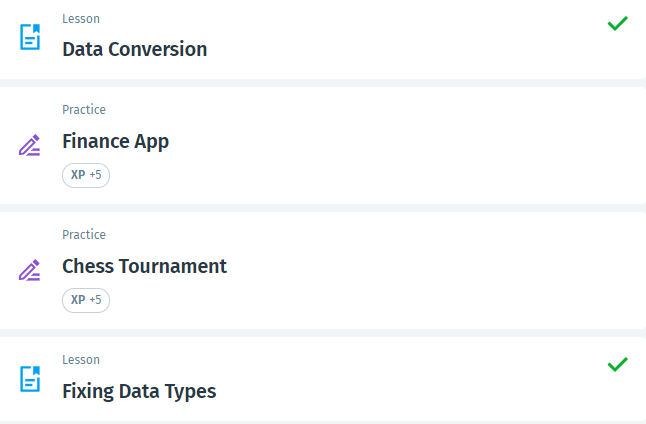 Lesson
Data Conversion
Practice
Finance App
XP +5
Practice
Chess Tournament
XP +5
Lesson
Fixing Data Types